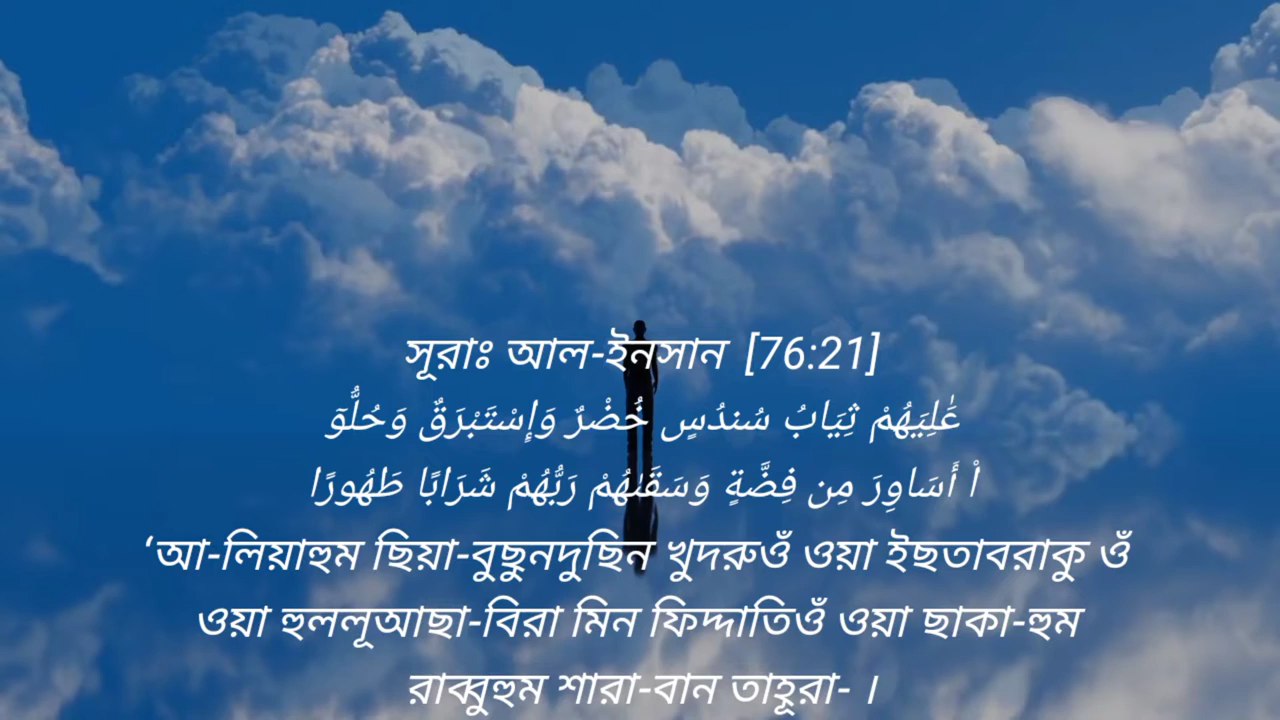 সূরাঃ আল-ইনসান [76:21]
عَٰلِيَهُمْ ثِيَابُ سُندُسٍ خُضْرٌ وَإِسْتَبْرَقٌ وَحُلُّوٓ
ا۟ أَسَاوِرَ مِن فِضَّةٍ وَسَقَىٰهُمْ رَبُّهُمْ شَرَابًا طَهُورًا
‘আ-লিয়াহুম ছিয়া-বুছুনদুছিন খুদরুওঁ ওয়া ইছতাবরাকু ওঁ
ওয়া হুললূআছা-বিরা মিন ফিদ্দাতিওঁ ওয়া ছাকা-হুম
রাব্বুহুম শারা-বান তাহূরা- ।